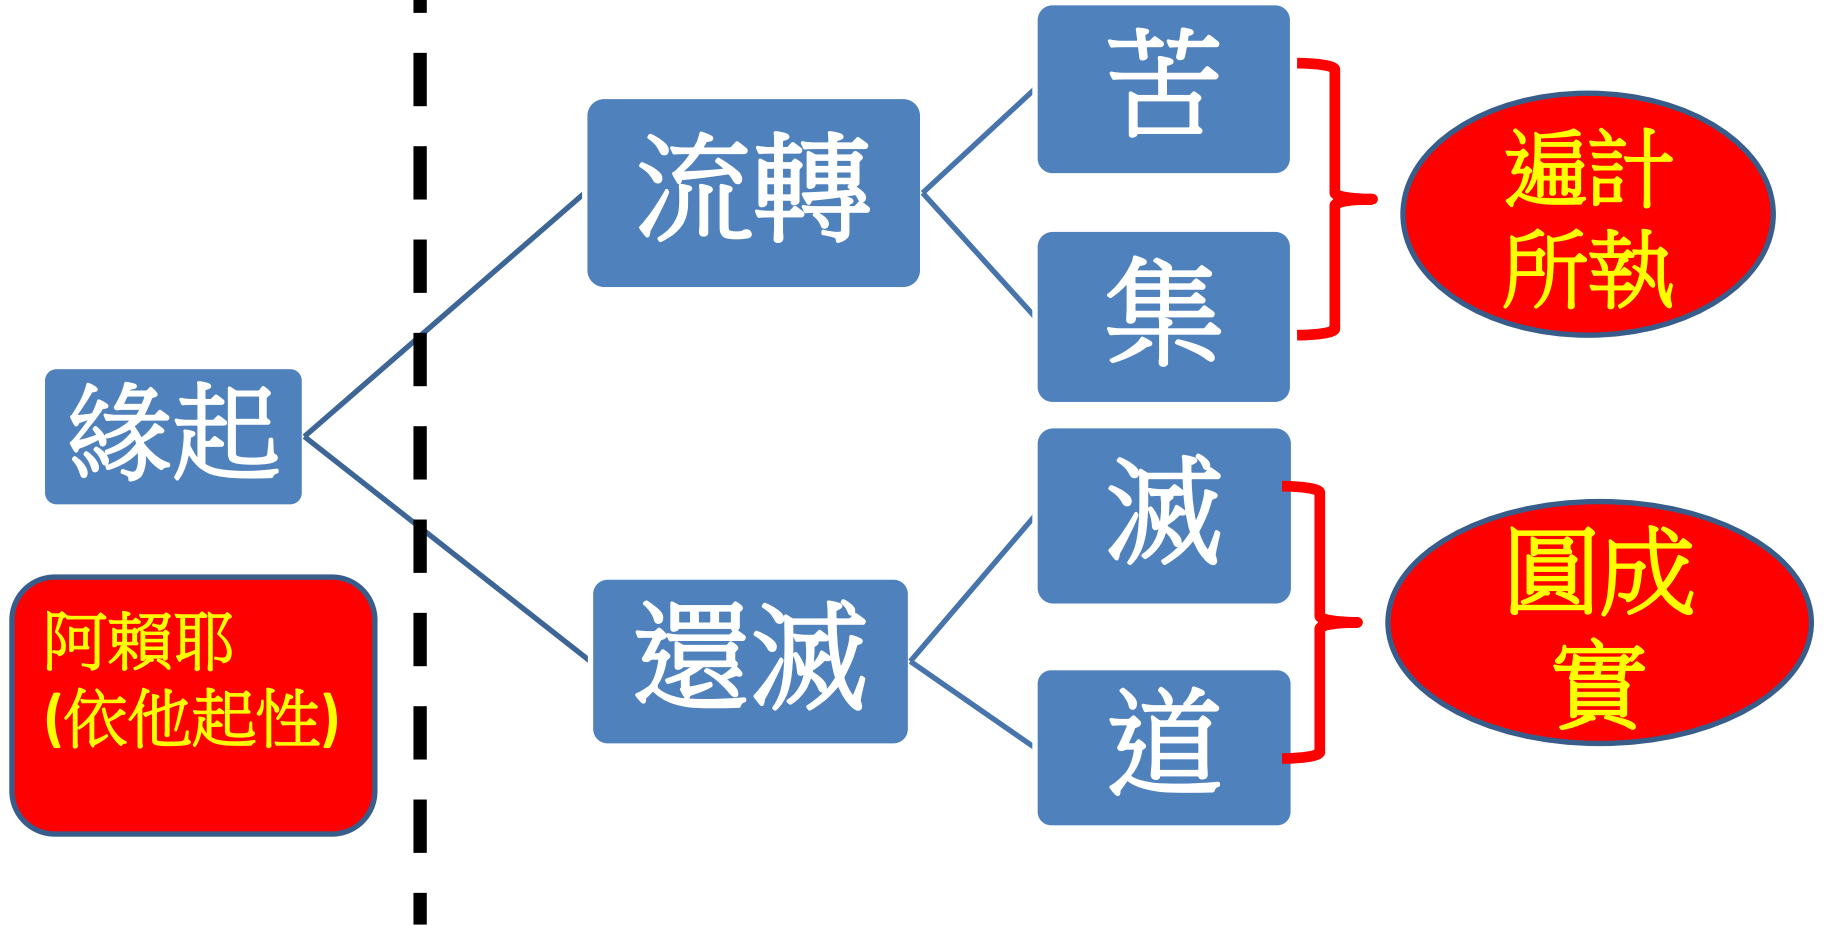 緣起
阿賴耶
(依他起性)
流轉
還滅
苦
集
滅
道
遍計
所執
圓成
實